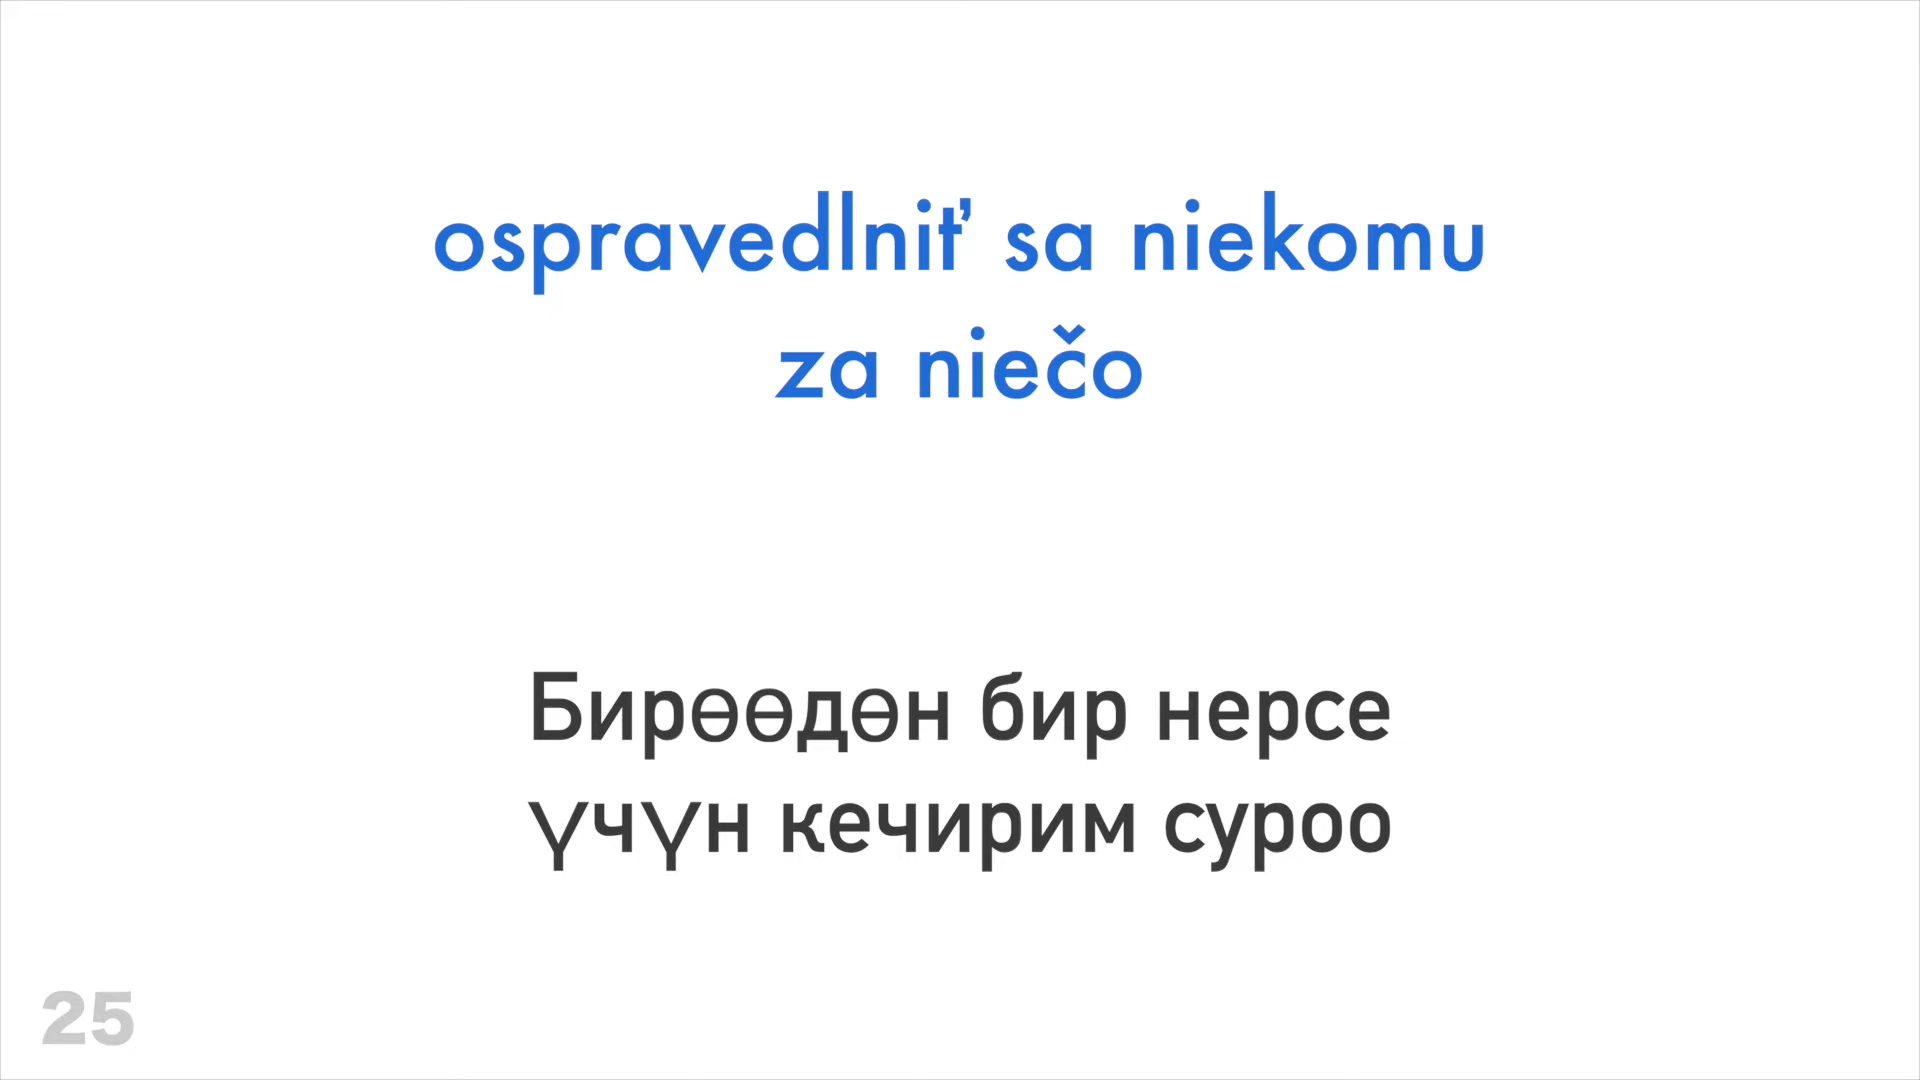 ospravedlniť sa niekomu
za niečo
Бирөөдөн бир нерсе
үчүн кечирим суроо
25